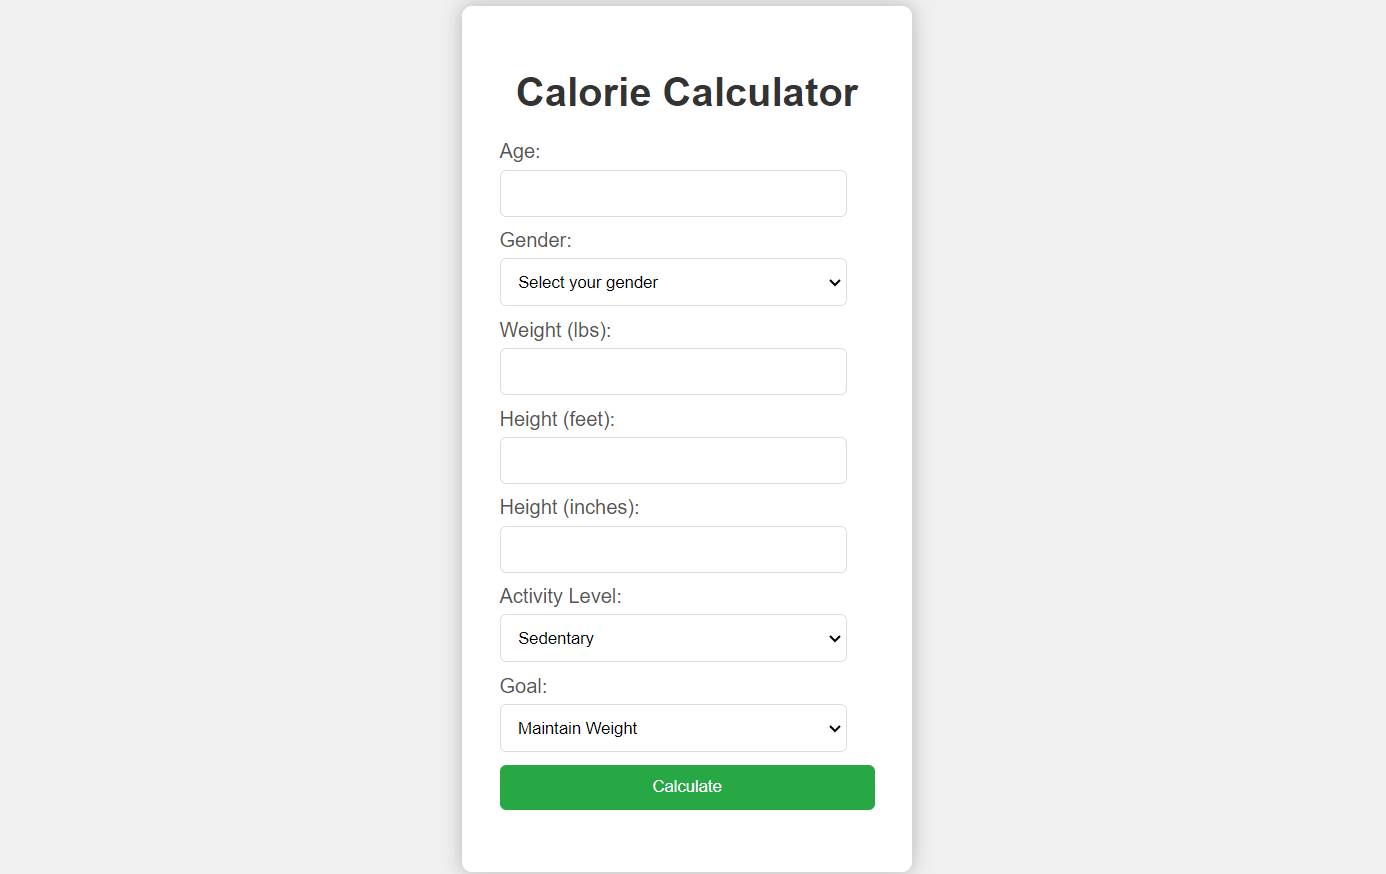 Calorie Calculator
Age:
Gender:
Select your gender
Weight (lbs):
Height (feet):
Height (inches):
Activity Level:
Sedentary
Goal:
Maintain Weight
Calculate